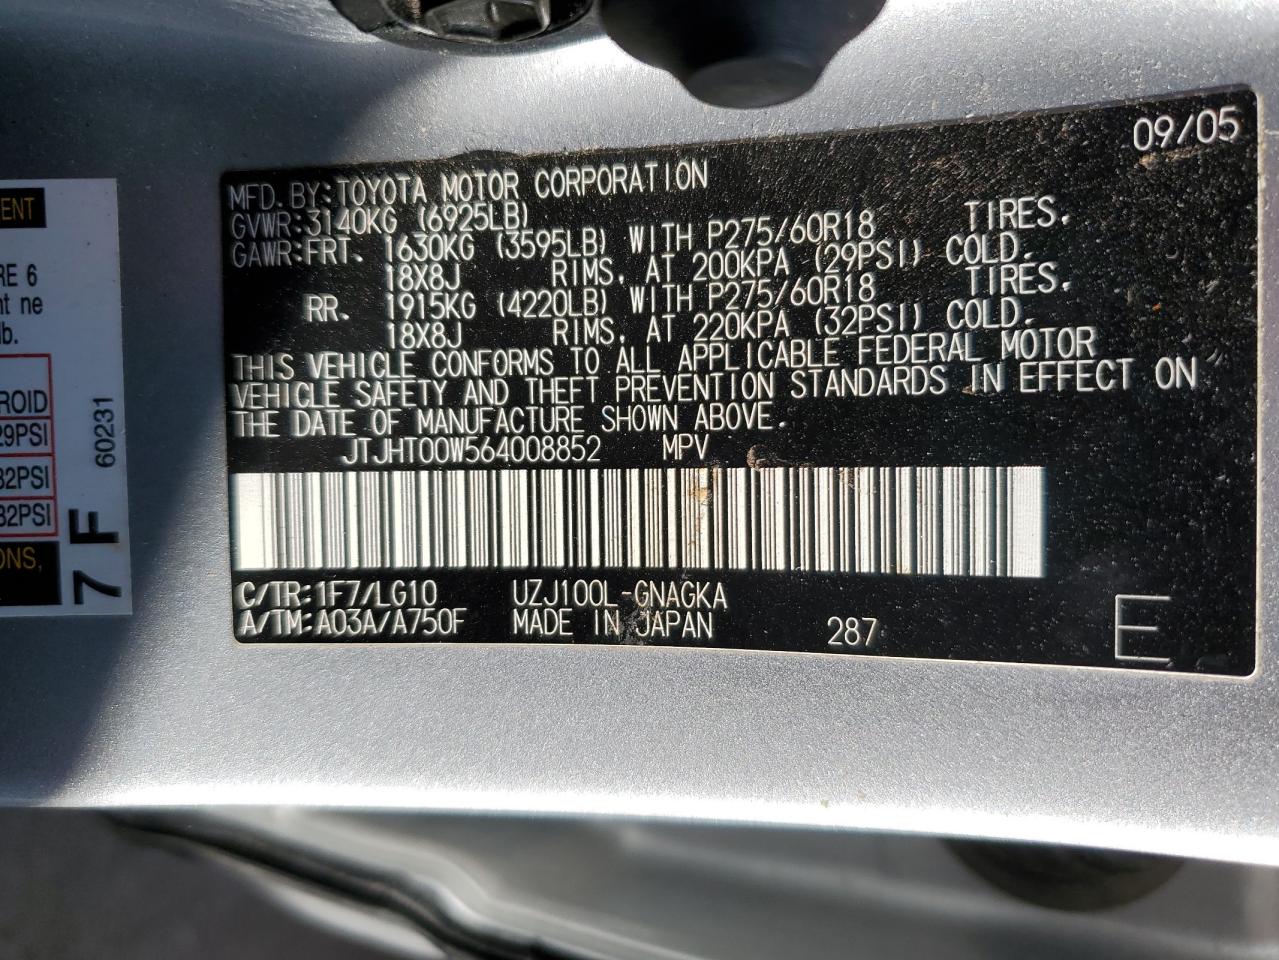 09/05
MFD. BY: TOYOTA MOTOR CORPORATION
GVWR: 3140KG (6925LB)
GAWR: FRT. 1630KG (3595LB) WITH P275/60R18 TIRES.
18X8J RIMS, AT 200KPA (29PSI) COLD.
RR. 1915KG (4220LB) WITH P275/60R18 TIRES.
18X8J RIMS, AT 220KPA (32PSI) COLD.
THIS VEHICLE CONFORMS TO ALL APPLICABLE FEDERAL MOTOR
VEHICLE SAFETY AND THEFT PREVENTION STANDARDS IN EFFECT ON
THE DATE OF MANUFACTURE SHOWN ABOVE.
JTJHT00W564008852 MPV
C/TR: 1F7/LG10 UZJ100L-GNAGKA
A/TM: A03A/A750F MADE IN JAPAN 287 E
ENT
RE 6
nt ne
lb.
ROID
29PSI
32PSI
32PSI
ONS,
60231
7 F